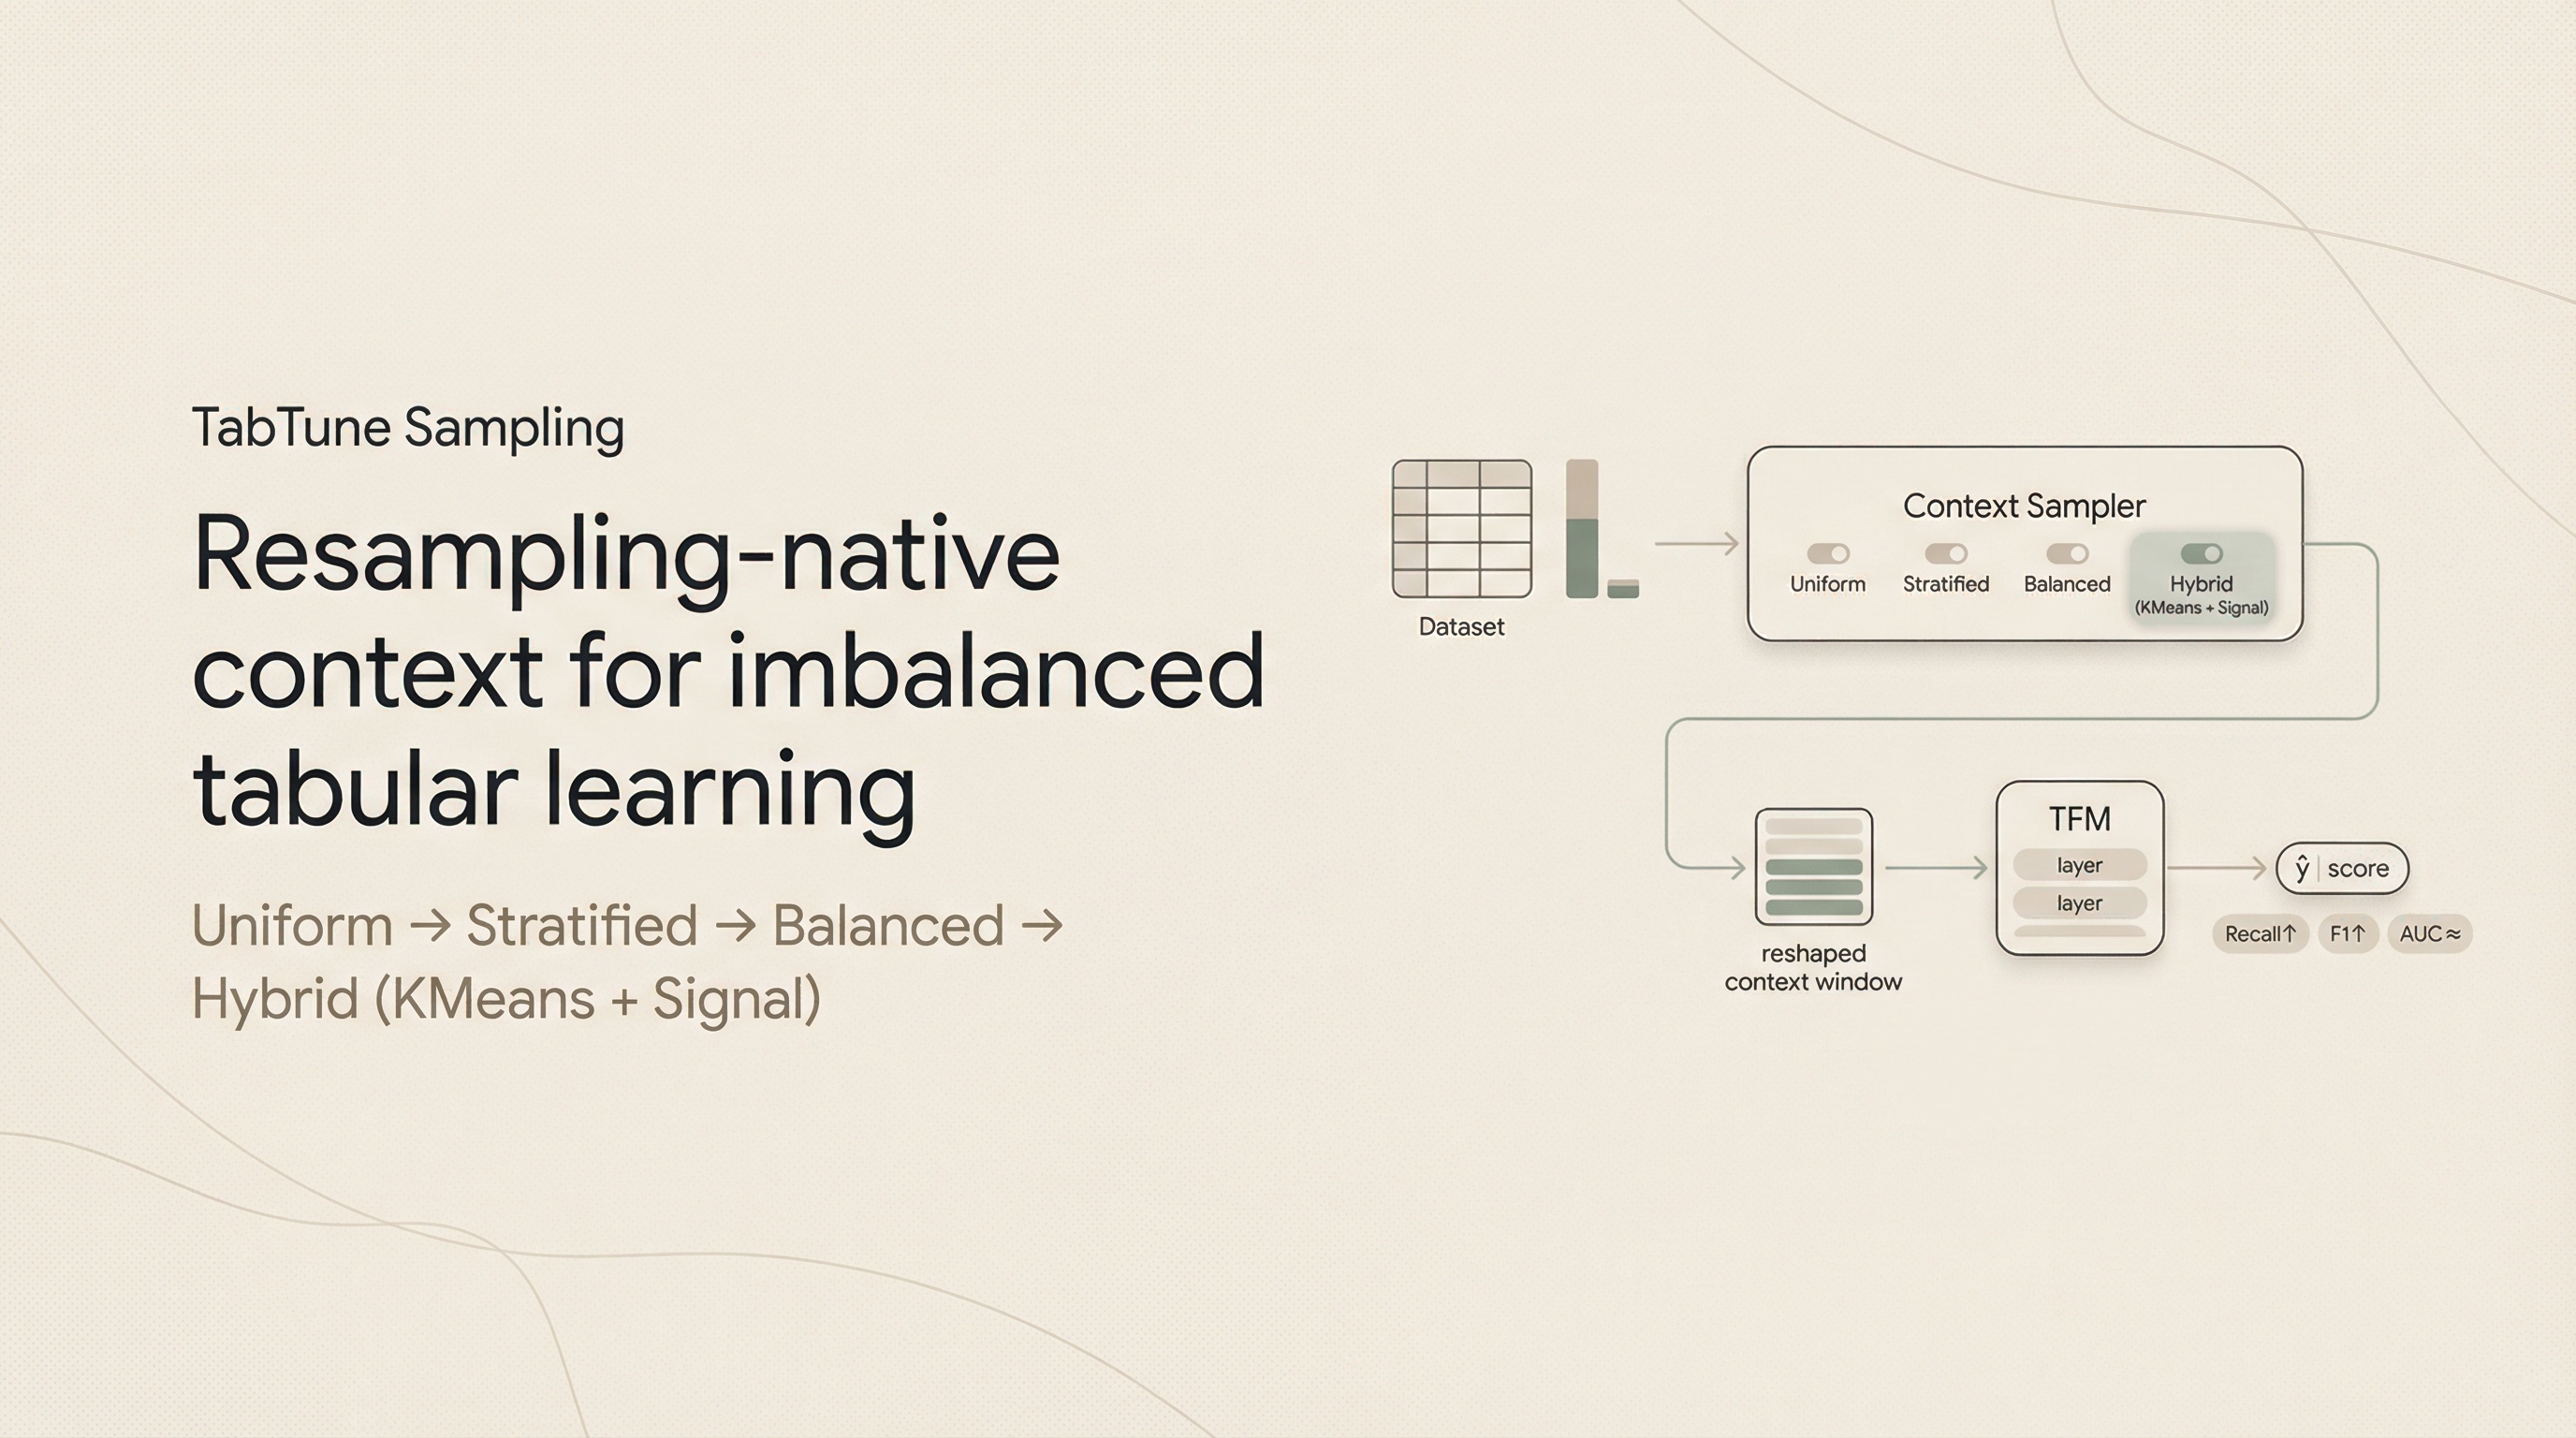 TabTune Sampling
Resampling-native
context for imbalanced
tabular learning
Uniform → Stratified → Balanced →
Hybrid (KMeans + Signal)
Dataset
Context Sampler
Uniform
Stratified
Balanced
Hybrid
(KMeans + Signal)
reshaped
context window
TFM
layer
layer
ŷ | score
Recall↑
F1↑
AUC≈